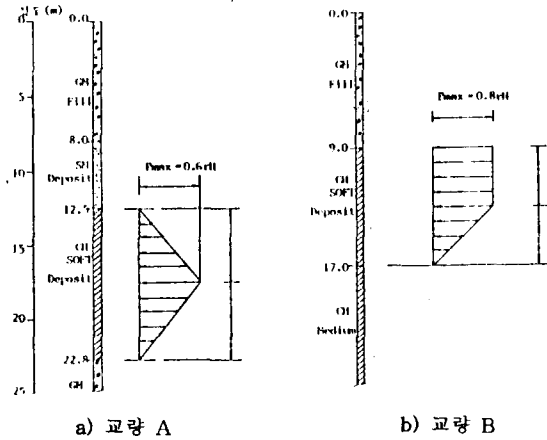 심도(m)
0
5
10
15
20
25
0.0
GM
Fill
8.0
SM
Deposit
12.5
CH
SOFT
Deposit
22.8
GM
Pmax = 0.6rH
a) 교량 A
0.0
GM
Fill
9.0
CH
SOFT
Deposit
17.0
CH
Medium
Pmax = 0.8rH
b) 교량 B